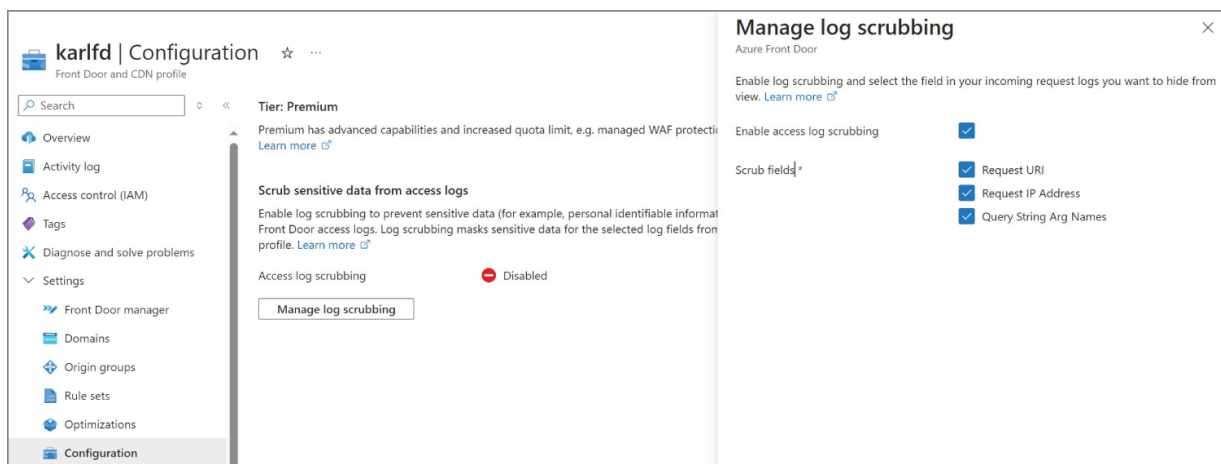 karlfd | Configuration
Front Door and CDN profile
Search
Overview
Activity log
Access control (IAM)
Tags
Diagnose and solve problems
Settings
Front Door manager
Domains
Origin groups
Rule sets
Optimizations
Configuration
Tier: Premium
Premium has advanced capabilities and increased quota limit, e.g. managed WAF protectic
Learn more
Scrub sensitive data from access logs
Enable log scrubbing to prevent sensitive data (for example, personal identifiable informat
Front Door access logs. Log scrubbing masks sensitive data for the selected log fields from
profile. Learn more
Access log scrubbing
Disabled
Manage log scrubbing
Manage log scrubbing
Azure Front Door
Enable log scrubbing and select the field in your incoming request logs you want to hide from
view. Learn more
Enable access log scrubbing
Scrub fields *
Request URI
Request IP Address
Query String Arg Names